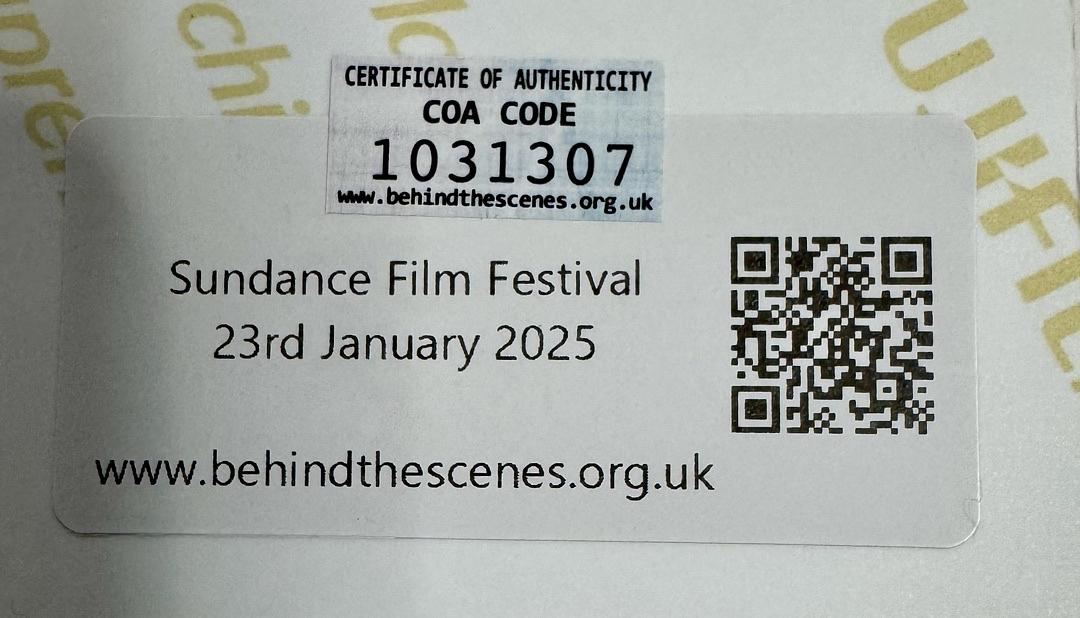 CERTIFICATE OF AUTHENTICITY
COA CODE
1031307
www.behindthescenes.org.uk
Sundance Film Festival
23rd January 2025
www.behindthescenes.org.uk